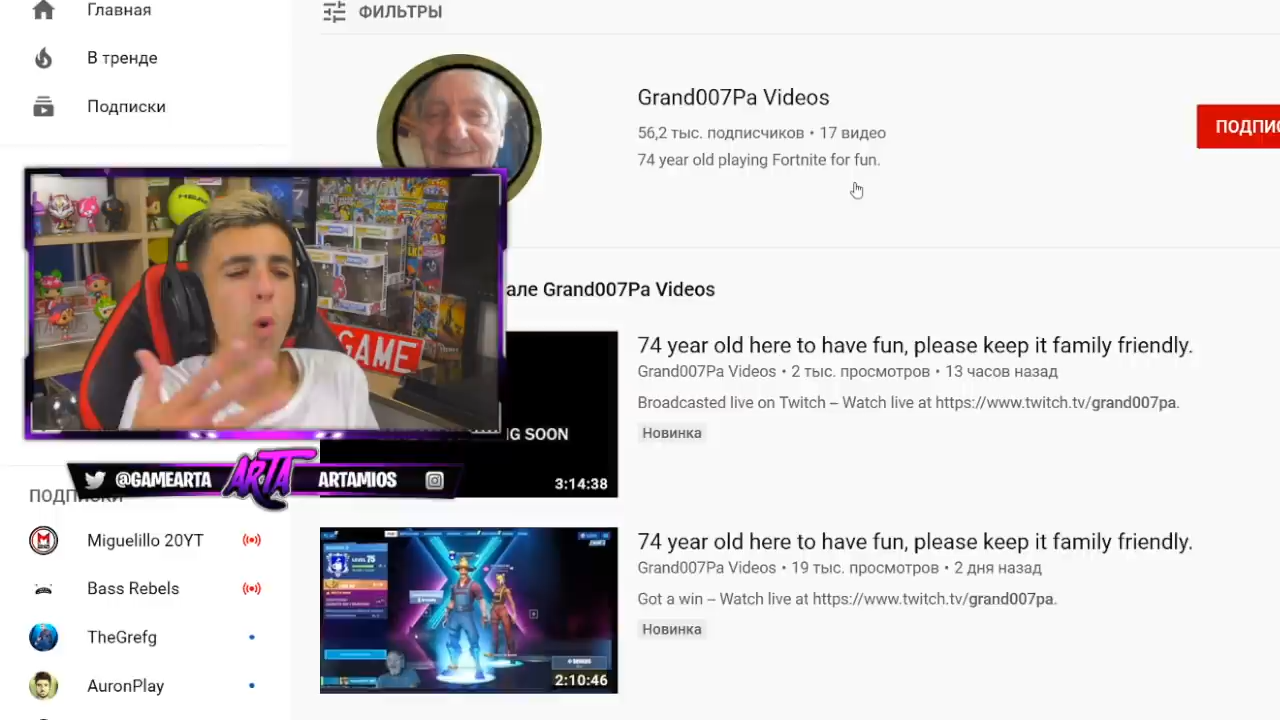 Главная
ФИЛЬТРЫ
В тренде
Подписки
Grand007Pa Videos
56,2 тыс. подписчиков • 17 видео
74 year old playing Fortnite for fun.
ПОДПИС
HEAD
GAME
але Grand007Pa Videos
74 year old here to have fun, please keep it family friendly.
Grand007Pa Videos • 2 тыс. просмотров • 13 часов назад
Broadcasted live on Twitch – Watch live at https://www.twitch.tv/grand007pa.
Новинка
G SOON
3:14:38
@GAMEARTA
ARTA
ARTAMIOS
ПОДПИСКИ
Miguelillo 20YT
Bass Rebels
TheGrefg
AuronPlay
74 year old here to have fun, please keep it family friendly.
Grand007Pa Videos • 19 тыс. просмотров • 2 дня назад
Got a win – Watch live at https://www.twitch.tv/grand007pa.
Новинка
LEVEL 75
2:10:46